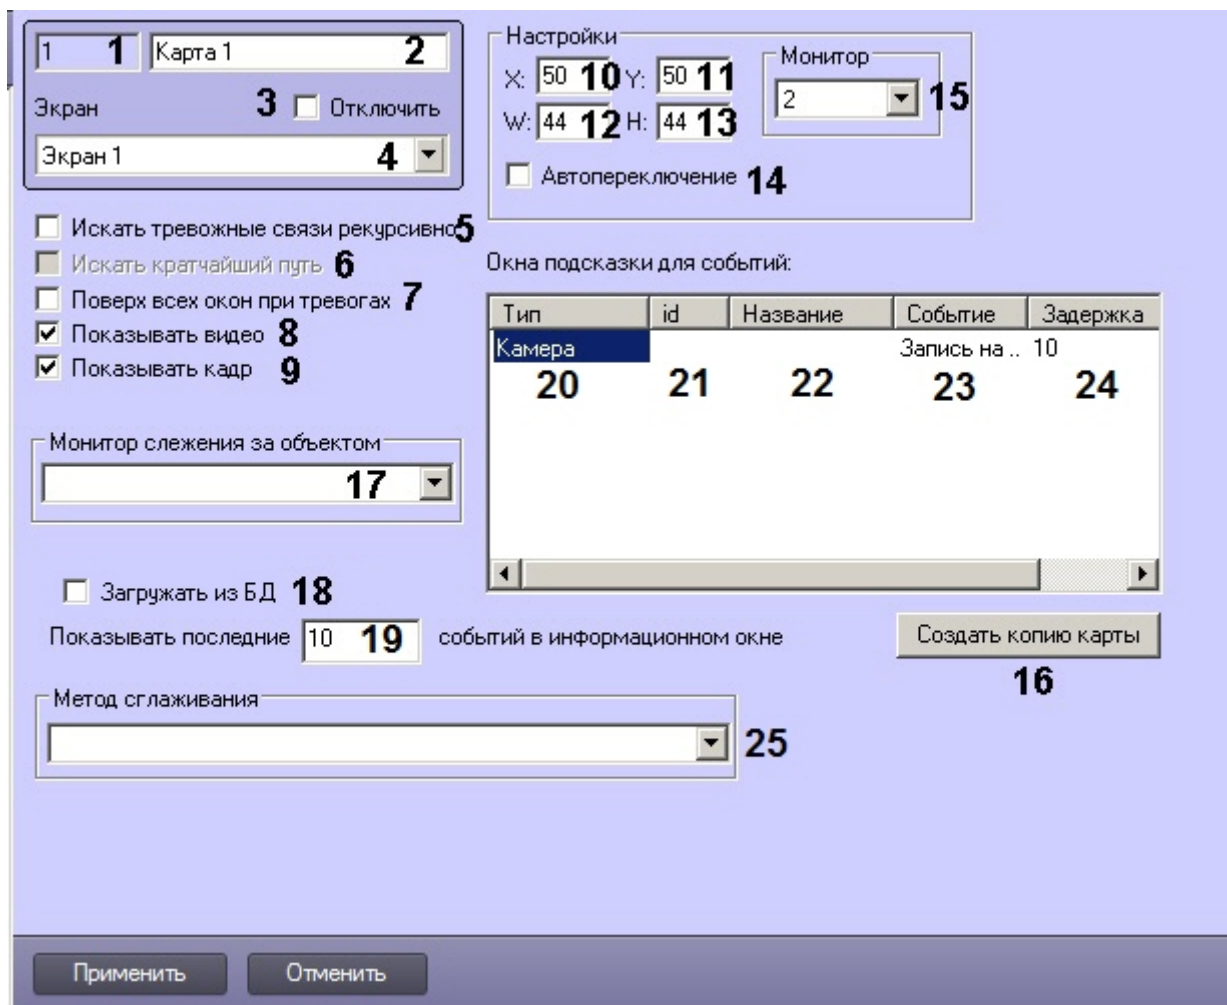 1 1 Карта 1 2
Экран 3 Отключить
Экран 1 4
Искать тревожные связи рекурсивно 5
Искать кратчайший путь 6
Поверх всех окон при тревогах 7
Показывать видео 8
Показывать кадр 9
Монитор слежения за объектом
17
Загружать из БД 18
Показывать последние 10 19 событий в информационном окне
Метод сглаживания
25
Настройки
X: 50 10 Y: 50 11
W: 44 12 H: 44 13
Монитор
2 15
Автопереключение 14
Окна подсказки для событий:
Тип id Название Событие Задержка
Камера Запись на .. 10
20 21 22 23 24
Создать копию карты
16
Применить Отменить